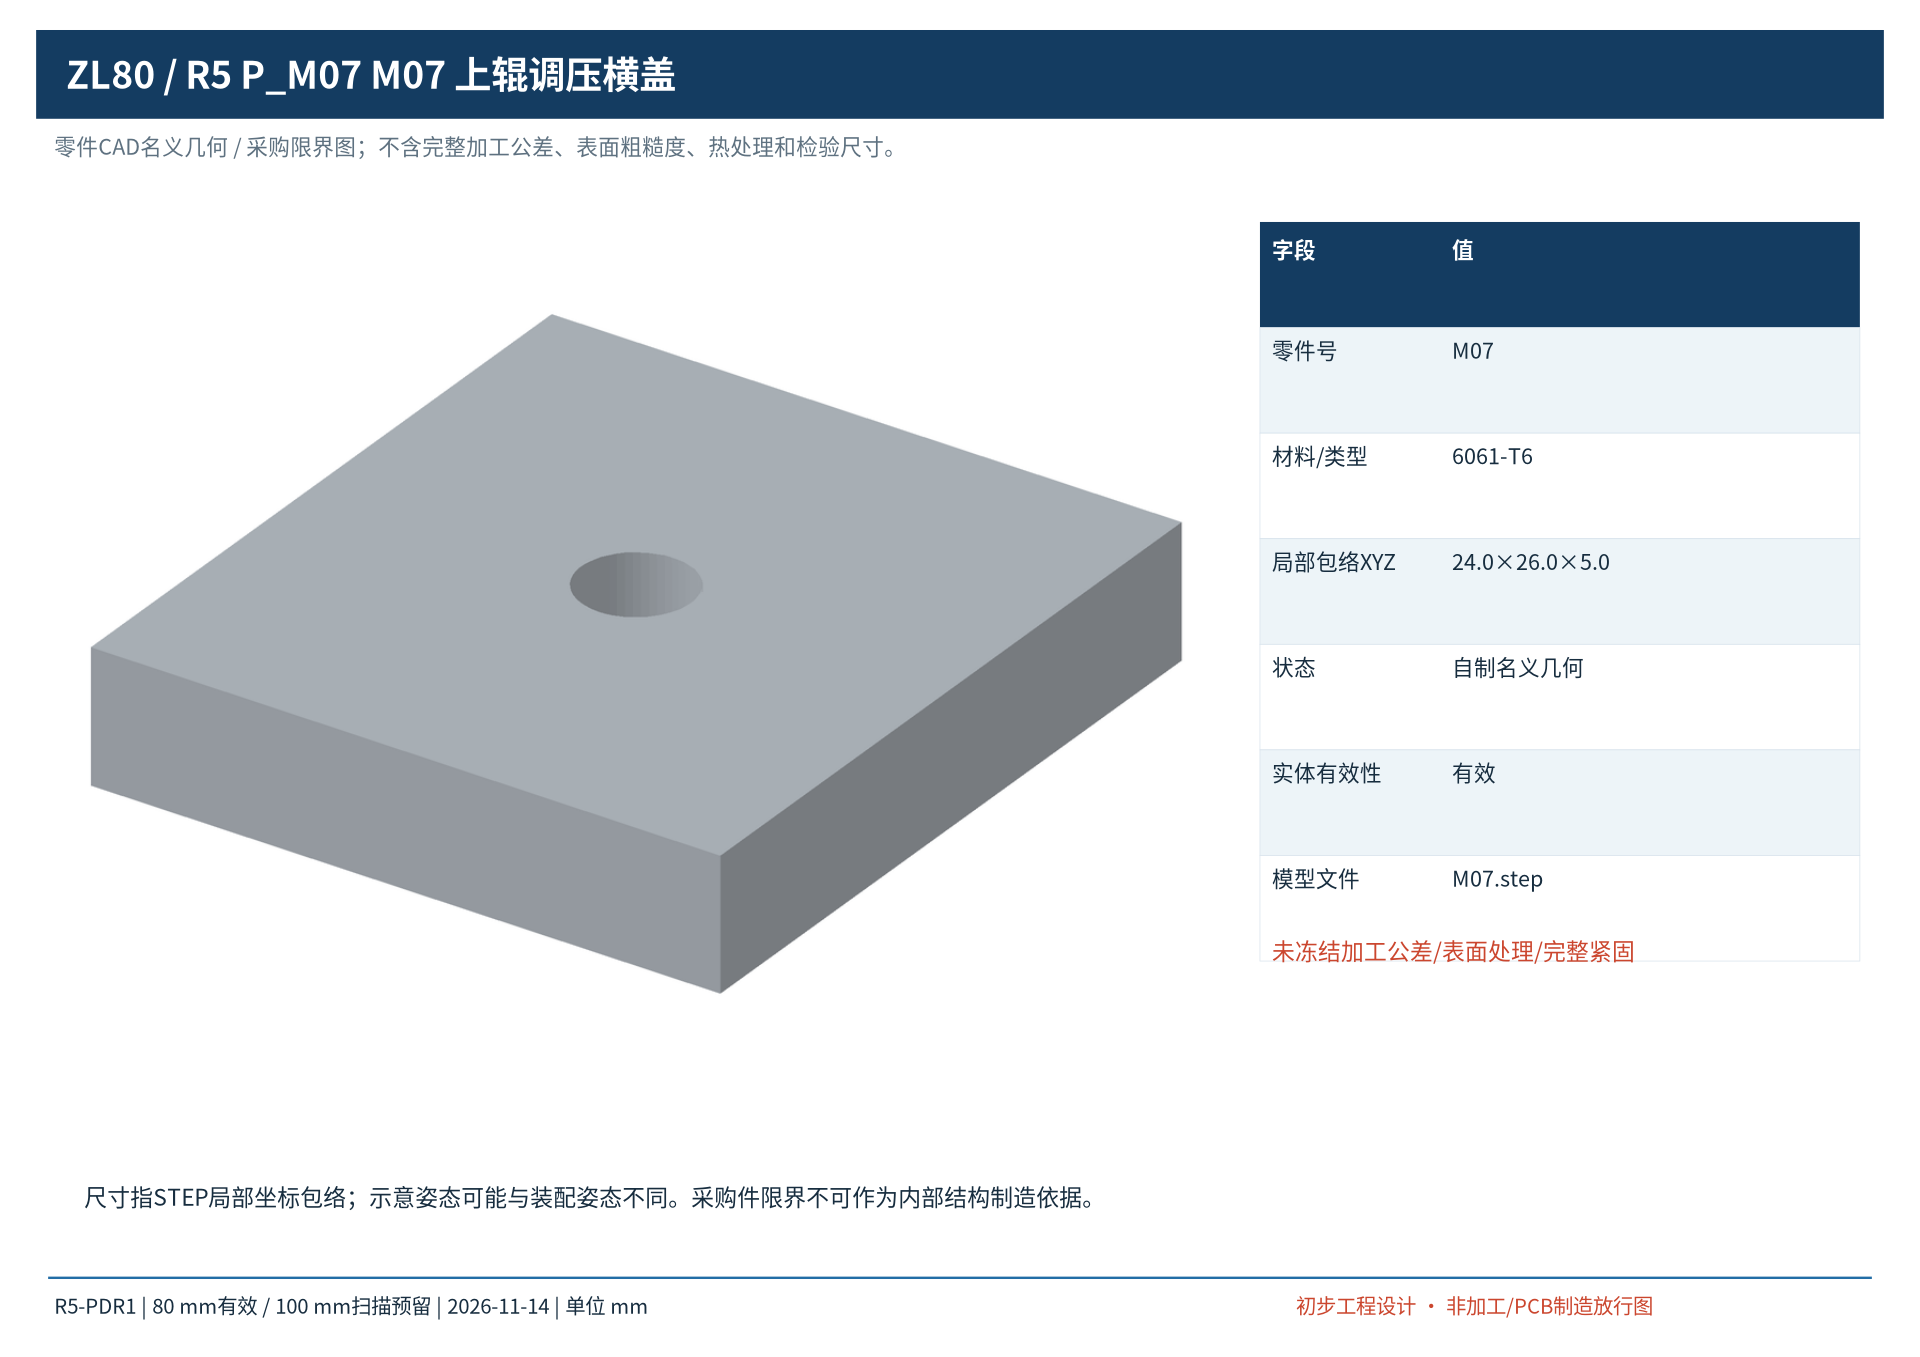 ZL80 / R5 P_M07 M07 上辊调压横盖
零件CAD名义几何 / 采购限界图；不含完整加工公差、表面粗糙度、热处理和检验尺寸。
字段 值
零件号 M07
材料/类型 6061-T6
局部包络XYZ 24.0×26.0×5.0
状态 自制名义几何
实体有效性 有效
模型文件 M07.step
未冻结加工公差/表面处理/完整紧固
尺寸指STEP局部坐标包络；示意姿态可能与装配姿态不同。采购件限界不可作为内部结构制造依据。
R5-PDR1 | 80 mm有效 / 100 mm扫描预留 | 2026-11-14 | 单位 mm
初步工程设计 · 非加工/PCB制造放行图